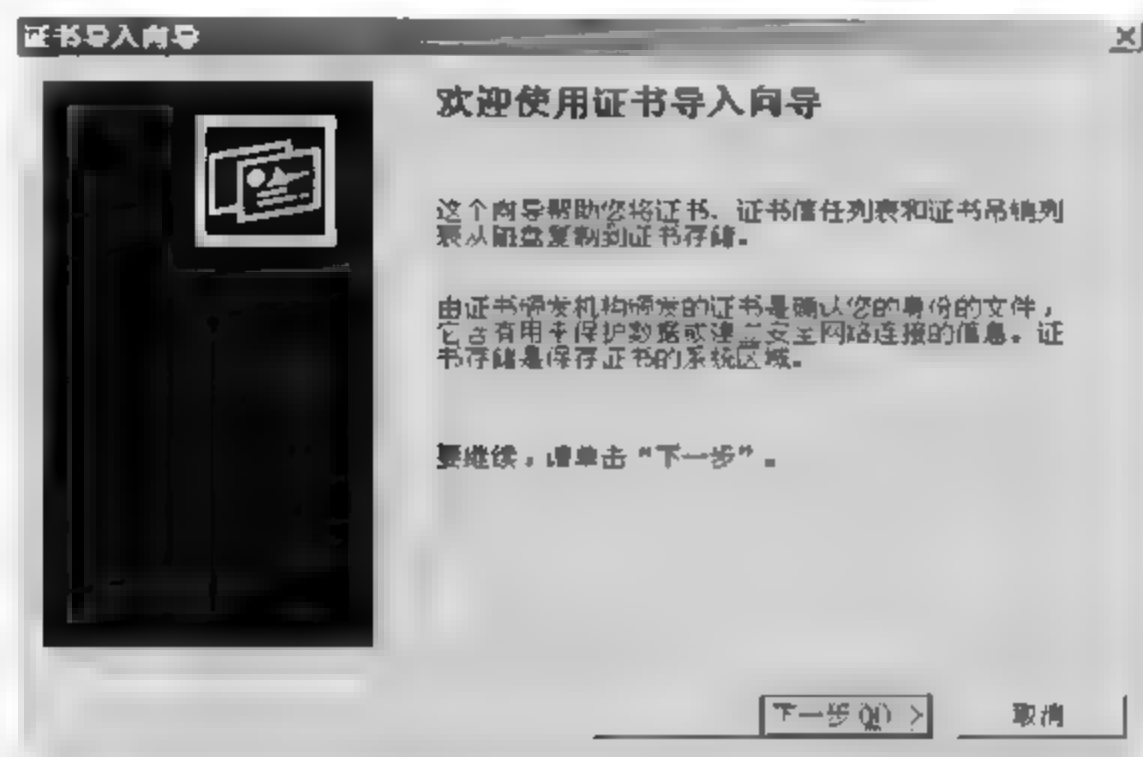 证书导入向导
欢迎使用证书导入向导
这个向导帮助您将证书、证书信任列表和证书吊销列
表从磁盘复制到证书存储。
由证书颁发机构颁发的证书是确认您的身份的文件,
它含有用来保护数据或建立安全网络连接的信息。证
书存储是保存证书的系统区域。
要继续,请单击“下一步”。
下一步(N) >
取消